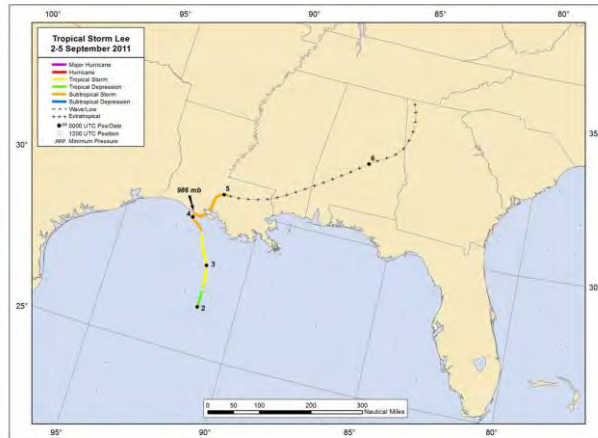 100°
95°
90°
85°
80°
Tropical Storm Lee
2-5 September 2011
Major Hurricane
Hurricane
Tropical Storm
Tropical Depression
Subtropical Storm
Subtropical Depression
Wave/Low
Extratropical
0000 UTC Pos/Date
1200 UTC Position
PPP Minimum Pressure
35
30°
6
986 mb
5
4
3
30
25°
2
0 50 100 200 300
Nautical Miles
95°
90°
85°
80°